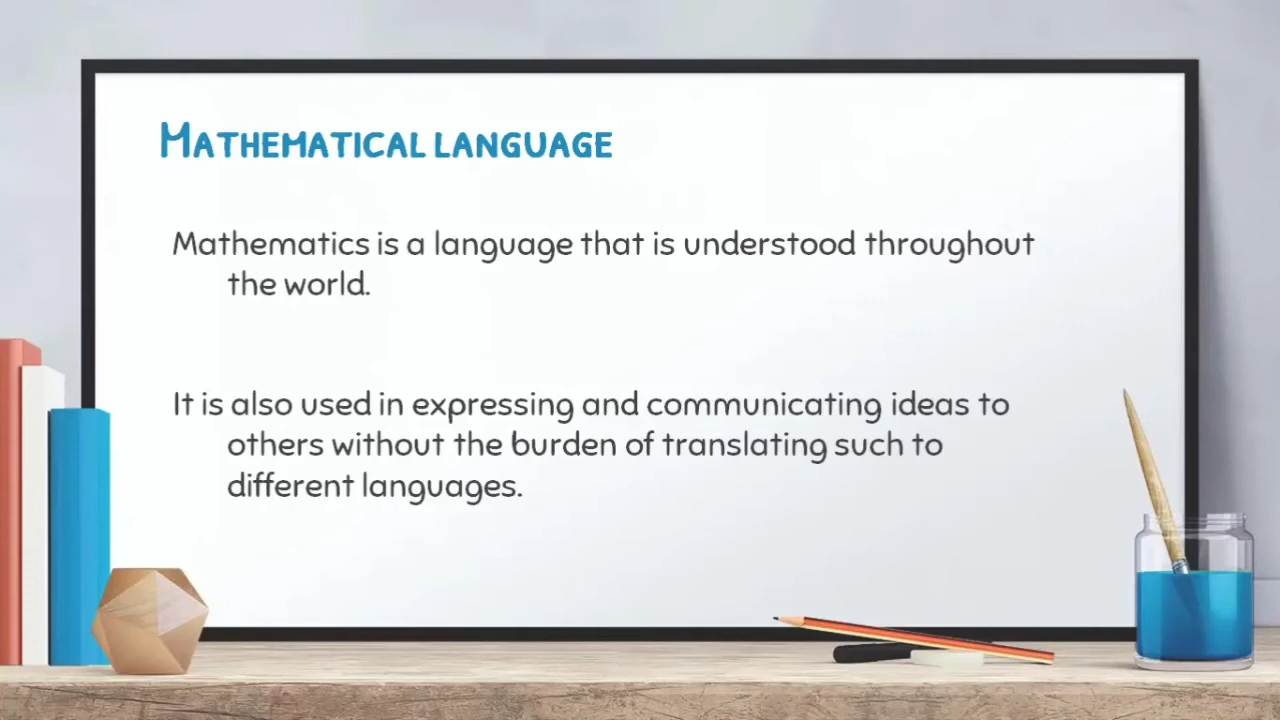 MATHEMATICAL LANGUAGE
Mathematics is a language that is understood throughout
the world.
It is also used in expressing and communicating ideas to
others without the burden of translating such to
different languages.